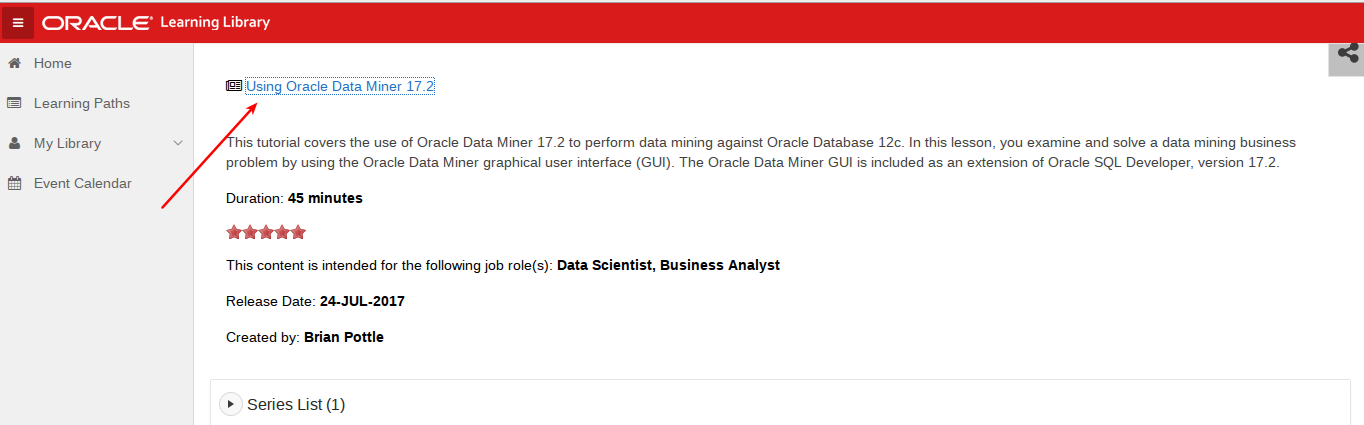 ORACLE Learning Library
Home
Learning Paths
My Library
Event Calendar
Using Oracle Data Miner 17.2
This tutorial covers the use of Oracle Data Miner 17.2 to perform data mining against Oracle Database 12c. In this lesson, you examine and solve a data mining business
problem by using the Oracle Data Miner graphical user interface (GUI). The Oracle Data Miner GUI is included as an extension of Oracle SQL Developer, version 17.2.
Duration: 45 minutes
This content is intended for the following job role(s): Data Scientist, Business Analyst
Release Date: 24-JUL-2017
Created by: Brian Pottle
Series List (1)